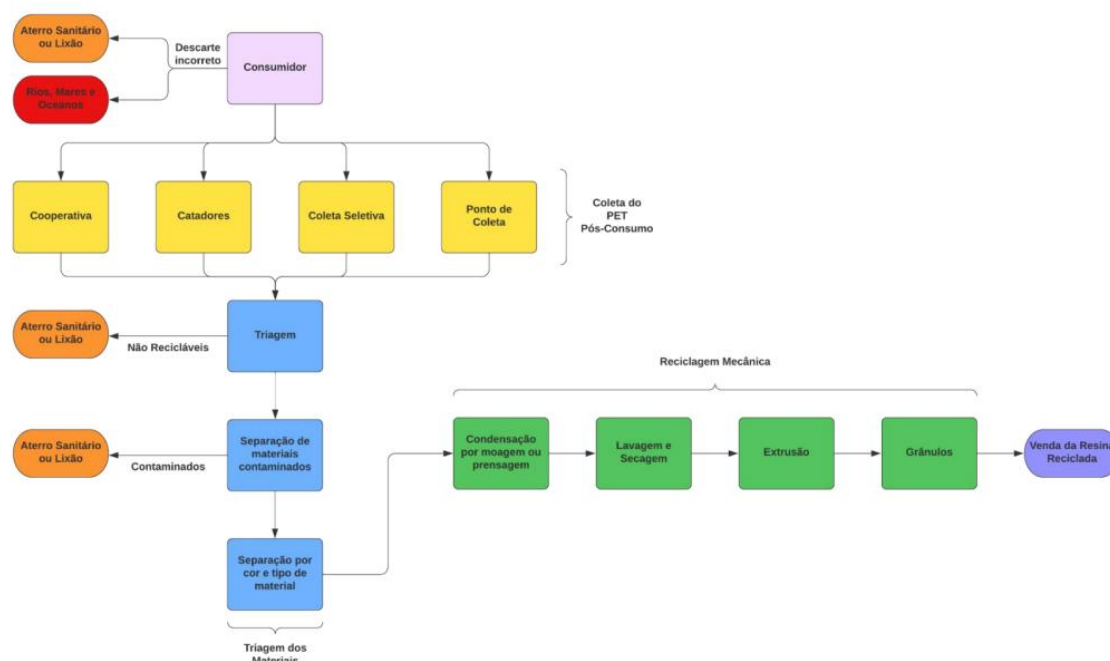 Aterro Sanitário
ou Lixão
Descarte
incorreto
Consumidor
Rios, Mares e
Oceanos
Cooperativa
Catadores
Coleta Seletiva
Ponto de
Coleta
Coleta do
PET
Pós-Consumo
Aterro Sanitário
ou Lixão
Não Recicláveis
Triagem
Reciclagem Mecânica
Aterro Sanitário
ou Lixão
Contaminados
Separação de
materiais
contaminados
Condensação
por moagem ou
prensagem
Lavagem e
Secagem
Extrusão
Grânulos
Venda da Resina
Reciclada
Separação por
cor e tipo de
material
Triagem dos
Materiais